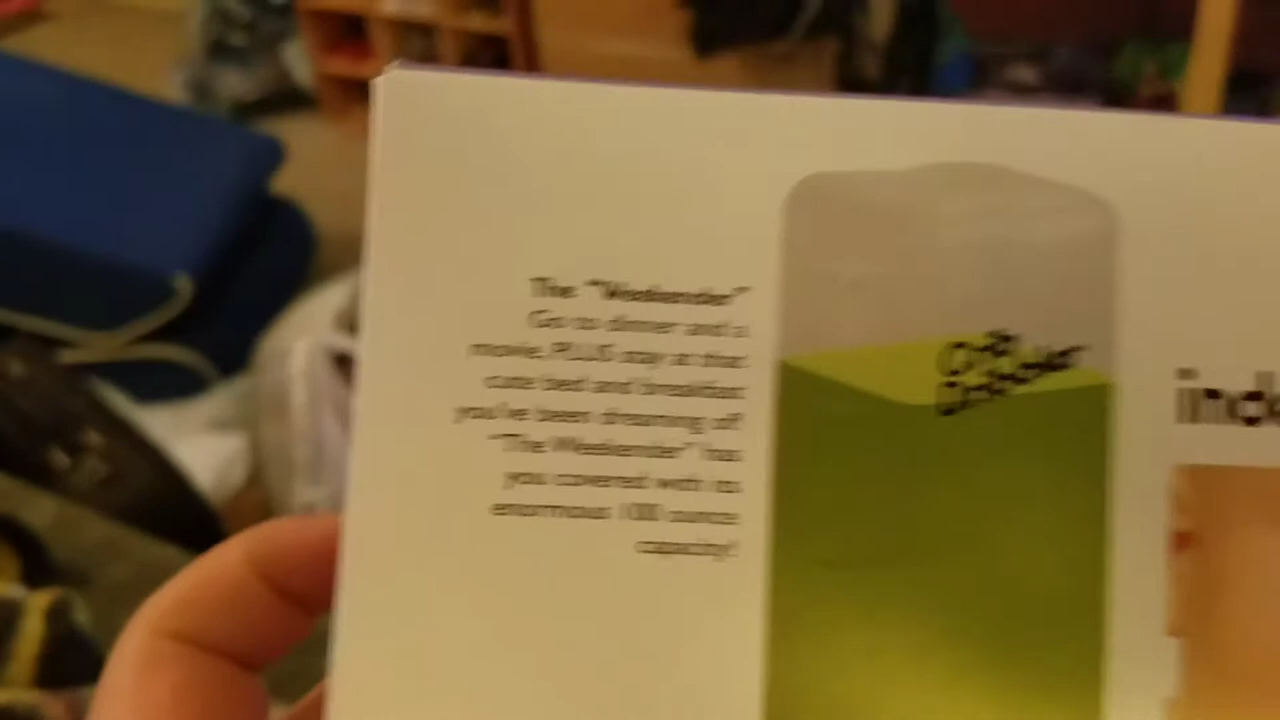 The "Weekender"
Go to dinner and a
movie, PLUS stay at that
cute bed and breakfast
you've been dreaming of!
"The Weekender" has
you covered with its
enormous 100 ounce
capacity!